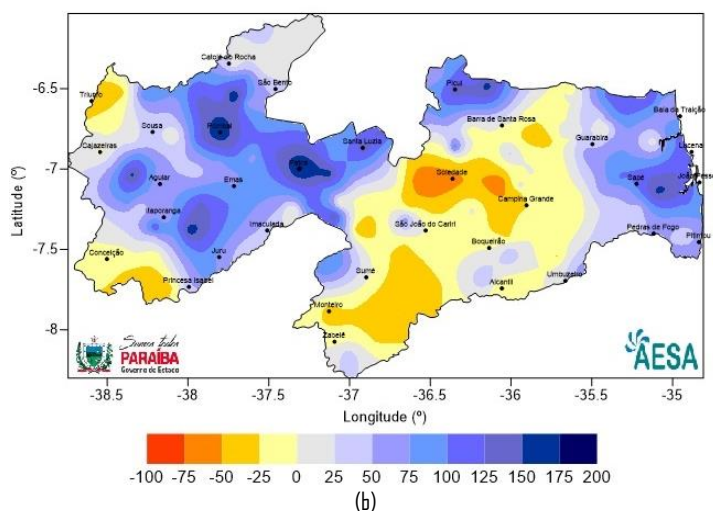 Catolé do Rocha
São Bento
Triunfo
Picuí
Barra de Santa Rosa
Baia da Traição
Sousa
Pombal
Santa Luzia
Guarabira
Lucena
Cajazeiras
Patos
Soledade
Sapé
João Pessoa
Aguiar
Emas
Campina Grande
Itaporanga
Imaculada
São João do Cariri
Pedras de Fogo
Pitimbu
Conceição
Juru
Boqueirão
Princesa Isabel
Sumé
Alcantil
Umbuzeiro
Monteiro
Zabelê
-6.5
-7
-7.5
-8
Latitude (º)
PARAÍBA
Governo do Estado
AESA
-38.5 -38 -37.5 -37 -36.5 -36 -35.5 -35
Longitude (º)
-100 -75 -50 -25 0 25 50 75 100 125 150 175 200
(b)